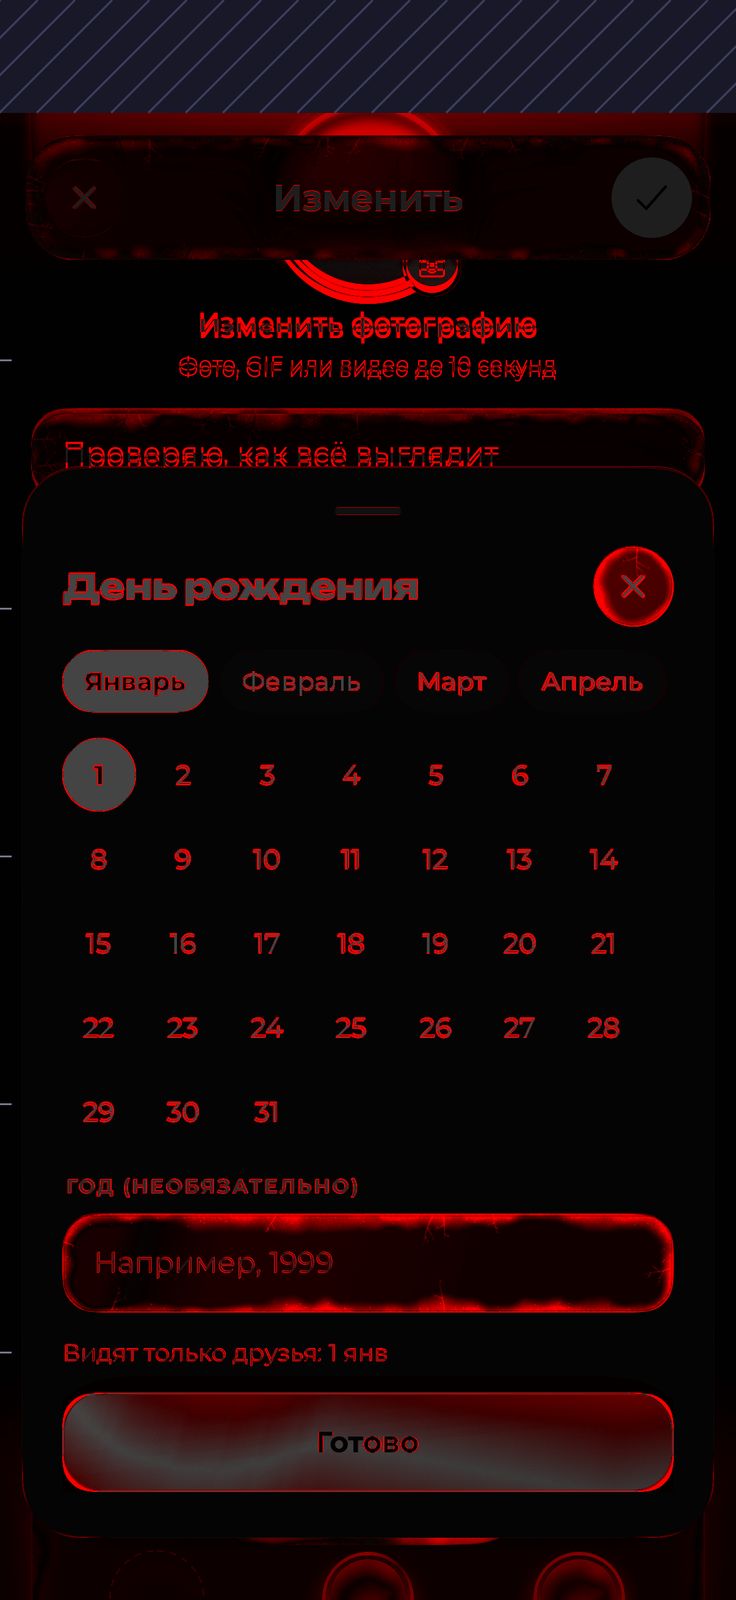 Изменить
Изменить фотографию
Фото, GIF или видео до 10 секунд
Проверяю, как всё выглядит
День рождения
Январь Февраль Март Апрель
1 2 3 4 5 6 7
8 9 10 11 12 13 14
15 16 17 18 19 20 21
22 23 24 25 26 27 28
29 30 31
ГОД (НЕОБЯЗАТЕЛЬНО)
Например, 1999
Видят только друзья: 1 янв
Готово